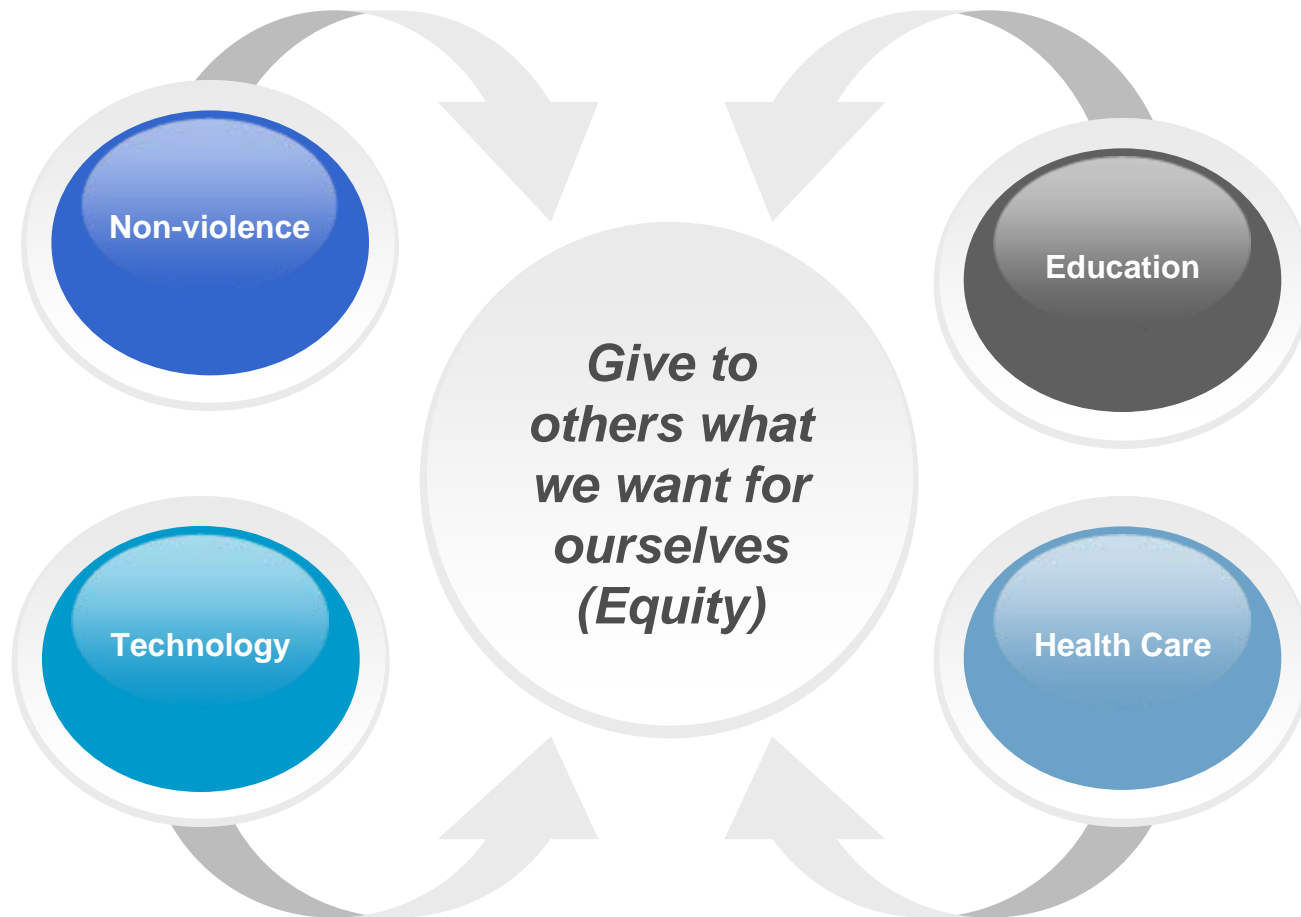 Non-violence
Education
Give to
others what
we want for
ourselves
(Equity)
Technology
Health Care